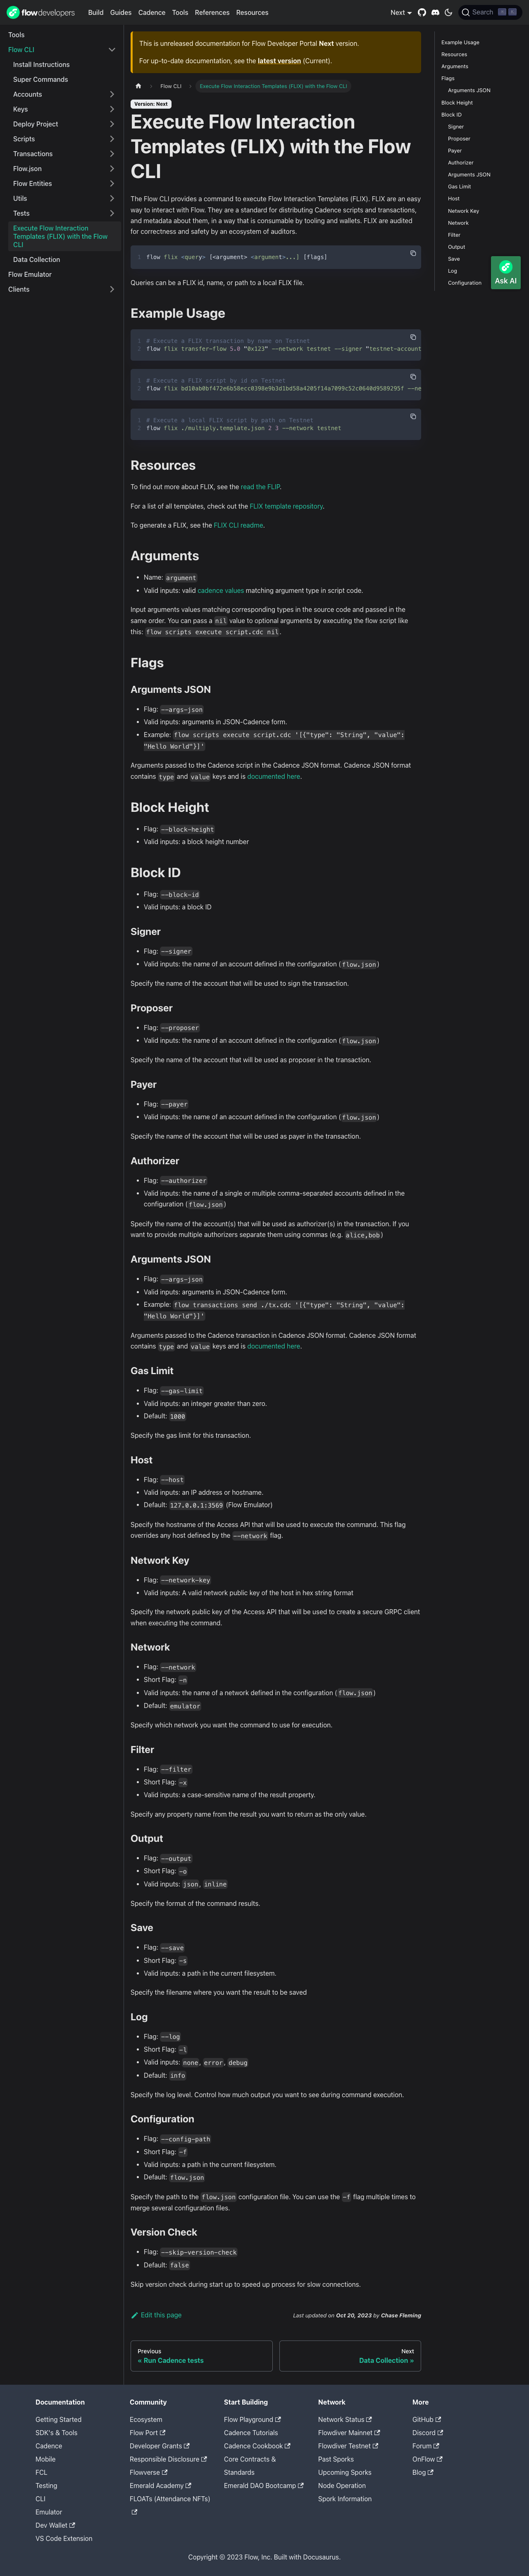 flow developers
Build Guides Cadence Tools References Resources
Next
Search
Tools
Flow CLI
Install Instructions
Super Commands
Accounts
Keys
Deploy Project
Scripts
Transactions
Flow.json
Flow Entities
Utils
Tests
Execute Flow Interaction
Templates (FLIX) with the Flow
CLI
Data Collection
Flow Emulator
Clients
This is unreleased documentation for Flow Developer Portal Next version.
For up-to-date documentation, see the latest version (Current).
Flow CLI
Execute Flow Interaction Templates (FLIX) with the Flow CLI
Version: Next
Execute Flow Interaction
Templates (FLIX) with the Flow
CLI
The Flow CLI provides a command to execute Flow Interaction Templates (FLIX). FLIX are an easy
way to interact with Flow. They are a standard for distributing Cadence scripts and transactions,
and metadata about them, in a way that is consumable by tooling and wallets. FLIX are audited
for correctness and safety by an ecosystem of auditors.
1 flow flix <query> [<argument> <argument>...] [flags]
Queries can be a FLIX id, name, or path to a local FLIX file.
Example Usage
1 # Execute a FLIX transaction by name on Testnet
2 flow flix transfer-flow 5.0 "0x123" --network testnet --signer "testnet-account
1 # Execute a FLIX script by id on Testnet
2 flow flix bd10ab0bf472e6b58ecc0398e9b3d1bd58a4205f14a7099c52c0640d9589295f --ne
1 # Execute a local FLIX script by path on Testnet
2 flow flix ./multiply.template.json 2 3 --network testnet
Resources
To find out more about FLIX, see the read the FLIP.
For a list of all templates, check out the FLIX template repository.
To generate a FLIX, see the FLIX CLI readme.
Arguments
• Name: argument
• Valid inputs: valid cadence values matching argument type in script code.
Input arguments values matching corresponding types in the source code and passed in the
same order. You can pass a nil value to optional arguments by executing the flow script like
this: flow scripts execute script.cdc nil.
Flags
Arguments JSON
• Flag: --args-json
• Valid inputs: arguments in JSON-Cadence form.
• Example: flow scripts execute script.cdc '[{"type": "String", "value":
"Hello World"}]'
Arguments passed to the Cadence script in the Cadence JSON format. Cadence JSON format
contains type and value keys and is documented here.
Block Height
• Flag: --block-height
• Valid inputs: a block height number
Block ID
• Flag: --block-id
• Valid inputs: a block ID
Signer
• Flag: --signer
• Valid inputs: the name of an account defined in the configuration (flow.json)
Specify the name of the account that will be used to sign the transaction.
Proposer
• Flag: --proposer
• Valid inputs: the name of an account defined in the configuration (flow.json)
Specify the name of the account that will be used as proposer in the transaction.
Payer
• Flag: --payer
• Valid inputs: the name of an account defined in the configuration (flow.json)
Specify the name of the account that will be used as payer in the transaction.
Authorizer
• Flag: --authorizer
• Valid inputs: the name of a single or multiple comma-separated accounts defined in the
configuration (flow.json)
Specify the name of the account(s) that will be used as authorizer(s) in the transaction. If you
want to provide multiple authorizers separate them using commas (e.g. alice,bob)
Arguments JSON
• Flag: --args-json
• Valid inputs: arguments in JSON-Cadence form.
• Example: flow transactions send ./tx.cdc '[{"type": "String", "value":
"Hello World"}]'
Arguments passed to the Cadence transaction in Cadence JSON format. Cadence JSON format
contains type and value keys and is documented here.
Gas Limit
• Flag: --gas-limit
• Valid inputs: an integer greater than zero.
• Default: 1000
Specify the gas limit for this transaction.
Host
• Flag: --host
• Valid inputs: an IP address or hostname.
• Default: 127.0.0.1:3569 (Flow Emulator)
Specify the hostname of the Access API that will be used to execute the command. This flag
overrides any host defined by the --network flag.
Network Key
• Flag: --network-key
• Valid inputs: A valid network public key of the host in hex string format
Specify the network public key of the Access API that will be used to create a secure GRPC client
when executing the command.
Network
• Flag: --network
• Short Flag: -n
• Valid inputs: the name of a network defined in the configuration (flow.json)
• Default: emulator
Specify which network you want the command to use for execution.
Filter
• Flag: --filter
• Short Flag: -x
• Valid inputs: a case-sensitive name of the result property.
Specify any property name from the result you want to return as the only value.
Output
• Flag: --output
• Short Flag: -o
• Valid inputs: json, inline
Specify the format of the command results.
Save
• Flag: --save
• Short Flag: -s
• Valid inputs: a path in the current filesystem.
Specify the filename where you want the result to be saved
Log
• Flag: --log
• Short Flag: -l
• Valid inputs: none, error, debug
• Default: info
Specify the log level. Control how much output you want to see during command execution.
Configuration
• Flag: --config-path
• Short Flag: -f
• Valid inputs: a path in the current filesystem.
• Default: flow.json
Specify the path to the flow.json configuration file. You can use the -f flag multiple times to
merge several configuration files.
Version Check
• Flag: --skip-version-check
• Default: false
Skip version check during start up to speed up process for slow connections.
Edit this page
Last updated on Oct 20, 2023 by Chase Fleming
Previous
« Run Cadence tests
Next
Data Collection »
Example Usage
Resources
Arguments
Flags
Arguments JSON
Block Height
Block ID
Signer
Proposer
Payer
Authorizer
Arguments JSON
Gas Limit
Host
Network Key
Network
Filter
Output
Save
Log
Configuration
Ask AI
Documentation
Getting Started
SDK's & Tools
Cadence
Mobile
FCL
Testing
CLI
Emulator
Dev Wallet
VS Code Extension
Community
Ecosystem
Flow Port
Developer Grants
Responsible Disclosure
Flowverse
Emerald Academy
FLOATs (Attendance NFTs)
Start Building
Flow Playground
Cadence Tutorials
Cadence Cookbook
Core Contracts &
Standards
Emerald DAO Bootcamp
Network
Network Status
Flowdiver Mainnet
Flowdiver Testnet
Past Sporks
Upcoming Sporks
Node Operation
Spork Information
More
GitHub
Discord
Forum
OnFlow
Blog
Copyright © 2023 Flow, Inc. Built with Docusaurus.